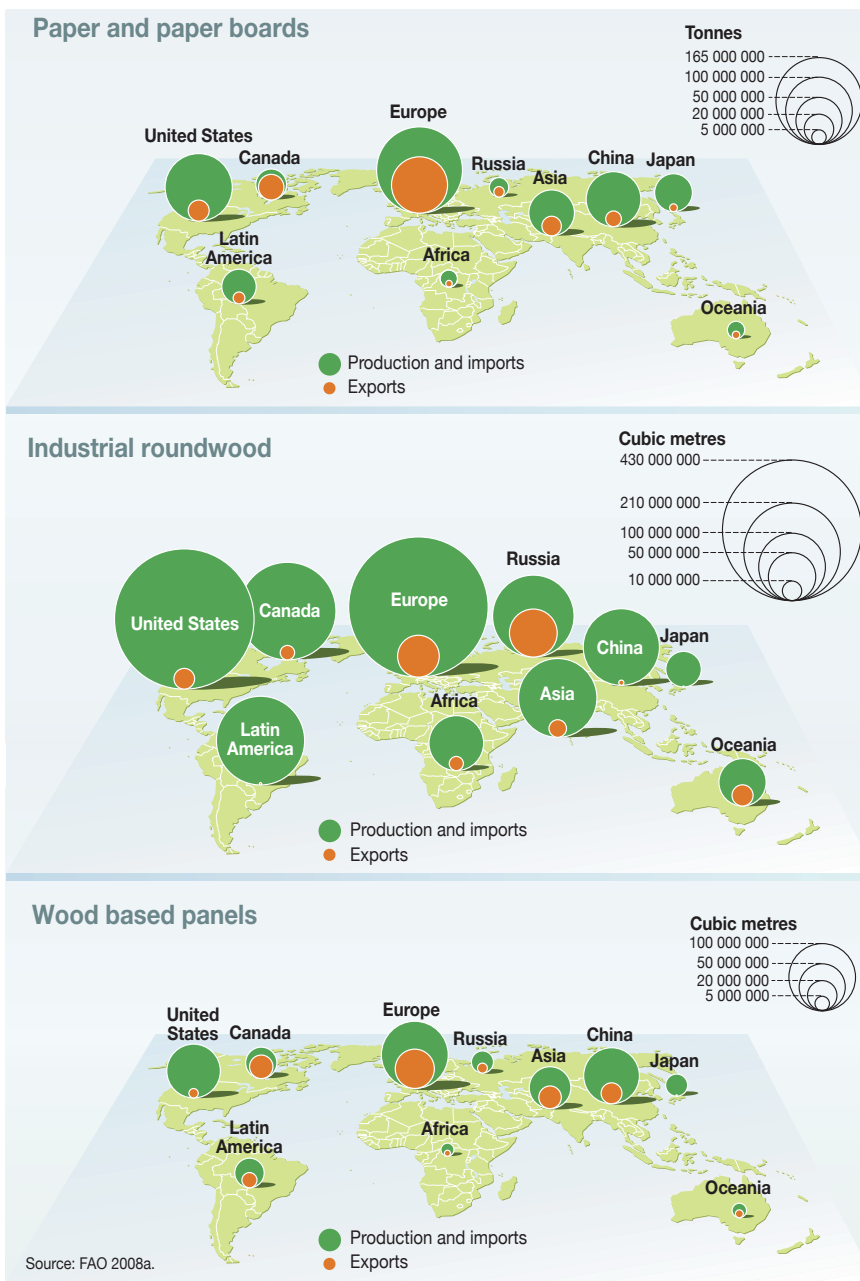 Paper and paper boards
Tonnes
165 000 000
100 000 000
50 000 000
20 000 000
5 000 000
Europe
United States
Canada
Russia
China
Japan
Asia
Latin
America
Africa
Oceania
Production and imports
Exports
Industrial roundwood
Cubic metres
430 000 000
210 000 000
100 000 000
50 000 000
10 000 000
Russia
Europe
Canada
United States
China
Japan
Asia
Africa
Latin
America
Oceania
Production and imports
Exports
Wood based panels
Cubic metres
100 000 000
50 000 000
20 000 000
5 000 000
United
States
Canada
Europe
Russia
Asia
China
Japan
Latin
America
Africa
Oceania
Production and imports
Exports
Source: FAO 2008a.